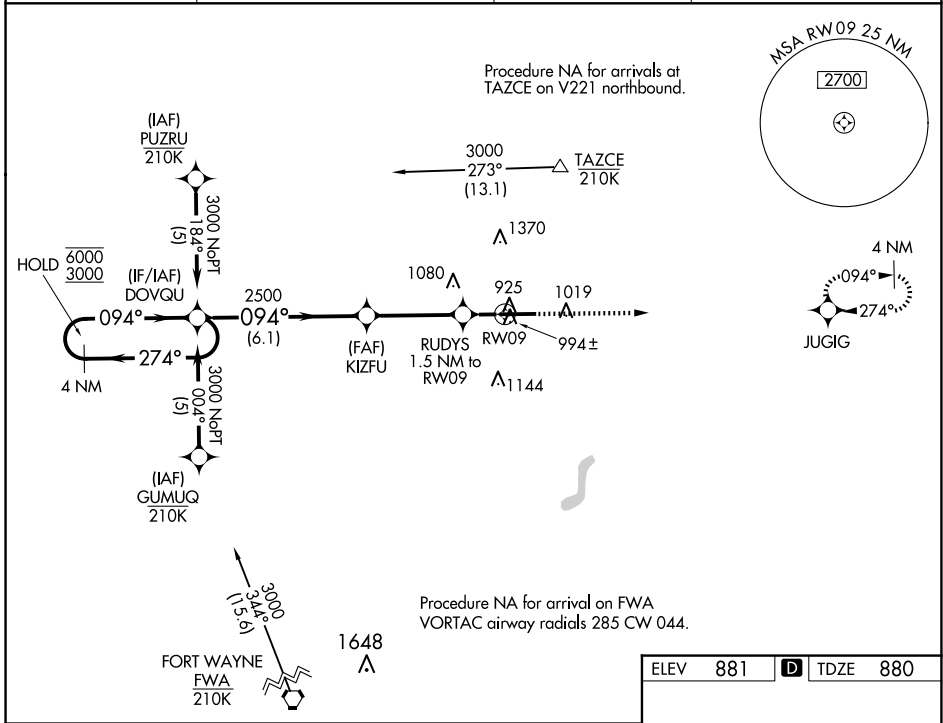 MSA RW09 25 NM
2700
Procedure NA for arrivals at
TAZCE on V221 northbound.
(IAF)
PUZRU
210K
3000
273°
(13.1)
TAZCE
210K
3000 NoPT
184°
(5)
1370
HOLD
6000
3000
(IF/IAF)
DOVQU
1080
925
1019
4 NM
094°
274°
JUGIG
094°
2500
094°
(6.1)
274°
4 NM
(FAF)
KIZFU
RUDYS
1.5 NM to
RW09
RW09
994±
1144
3000 NoPT
004°
(5)
(IAF)
GUMUQ
210K
3000
344°
(15.6)
Procedure NA for arrival on FWA
VORTAC airway radials 285 CW 044.
FORT WAYNE
FWA
210K
1648
ELEV 881 D TDZE 880